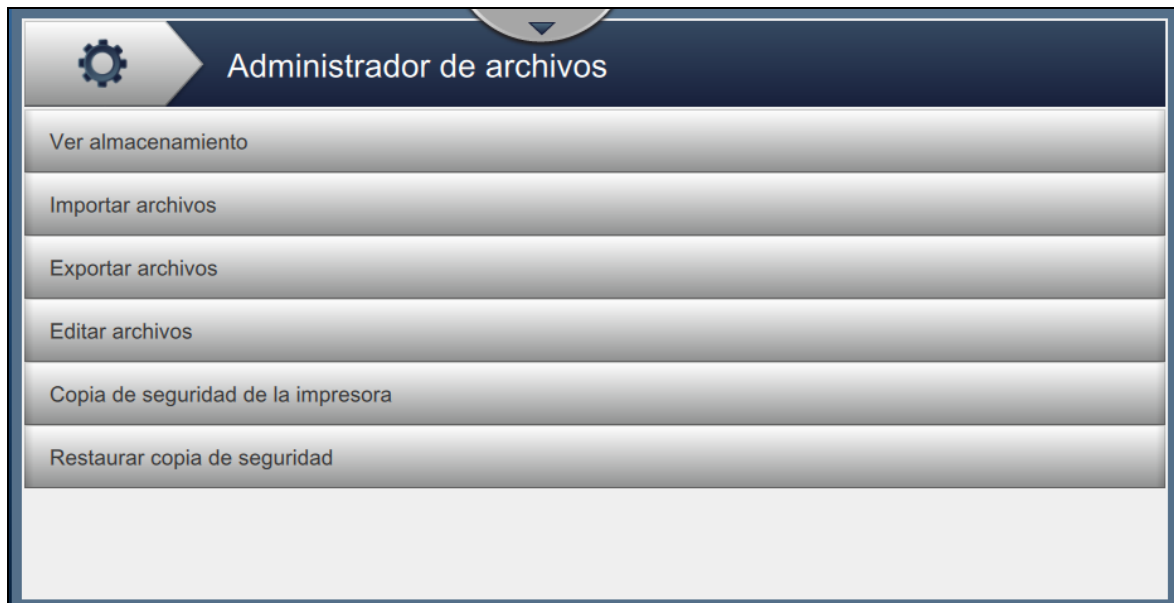 Administrador de archivos
Ver almacenamiento
Importar archivos
Exportar archivos
Editar archivos
Copia de seguridad de la impresora
Restaurar copia de seguridad